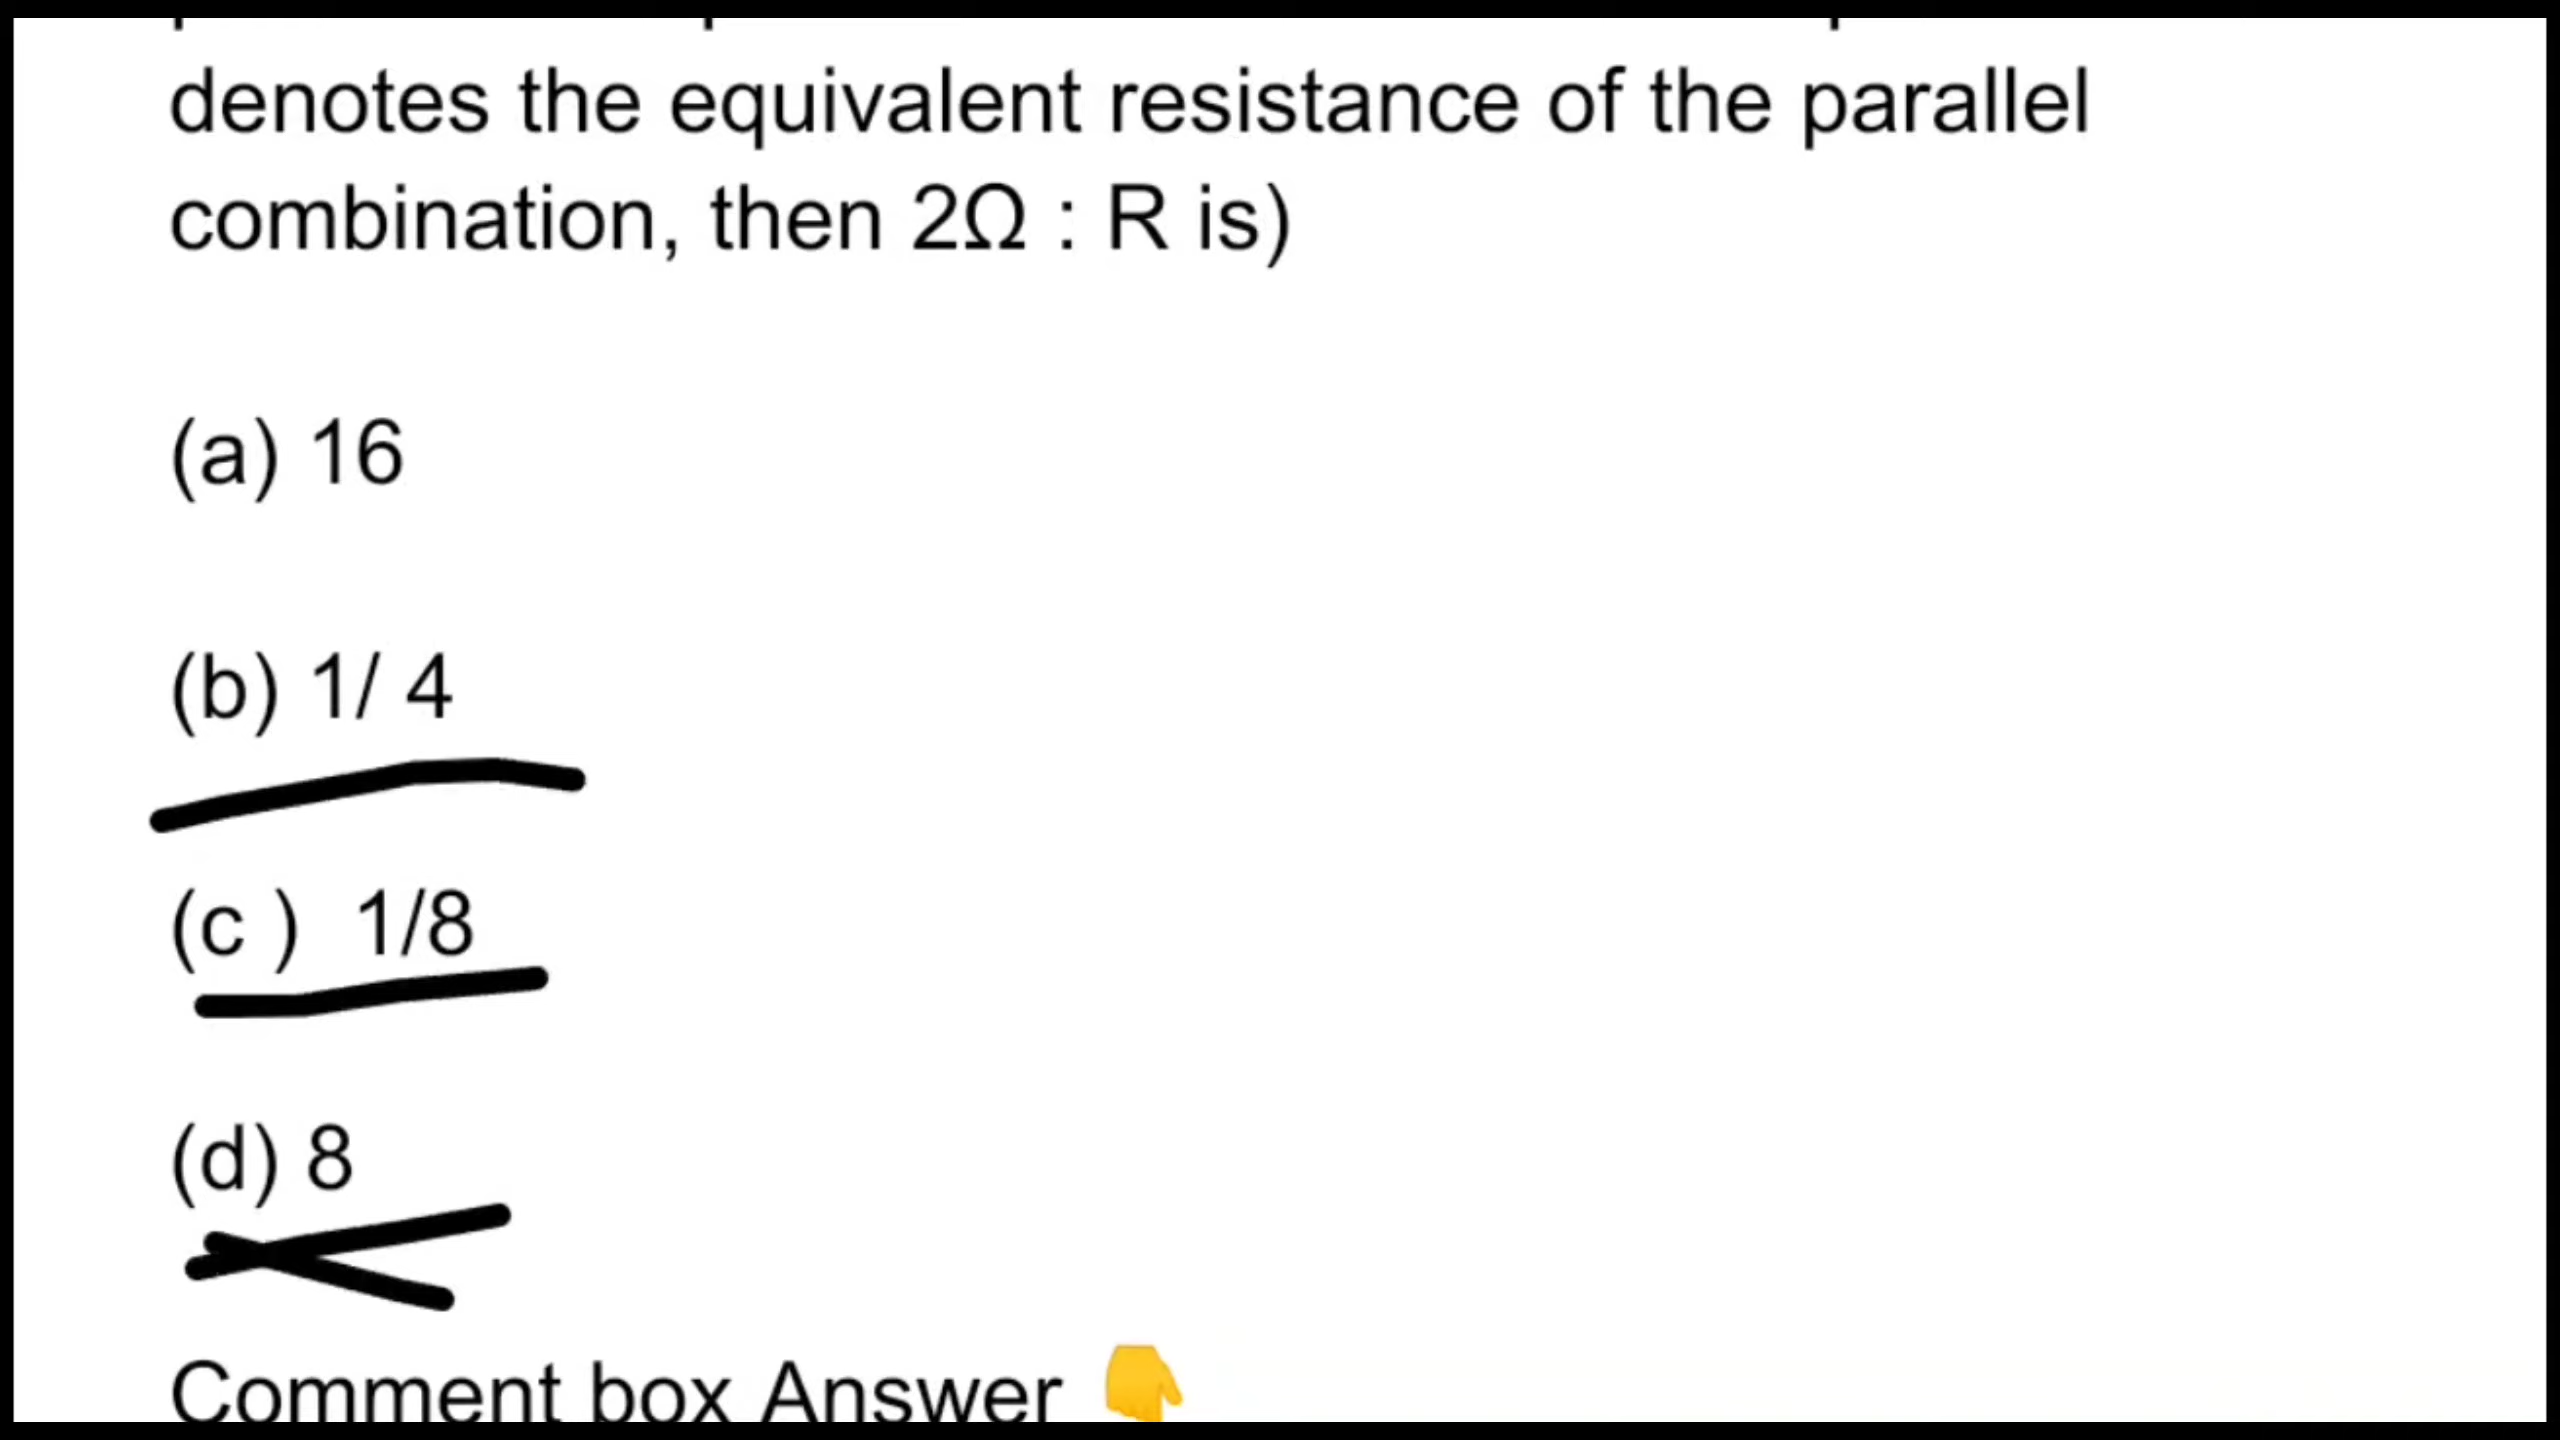 denotes the equivalent resistance of the parallel
combination, then 2Ω : R is)
(a) 16
(b) 1/ 4
(c ) 1/8
(d) 8
Comment box Answer 👇